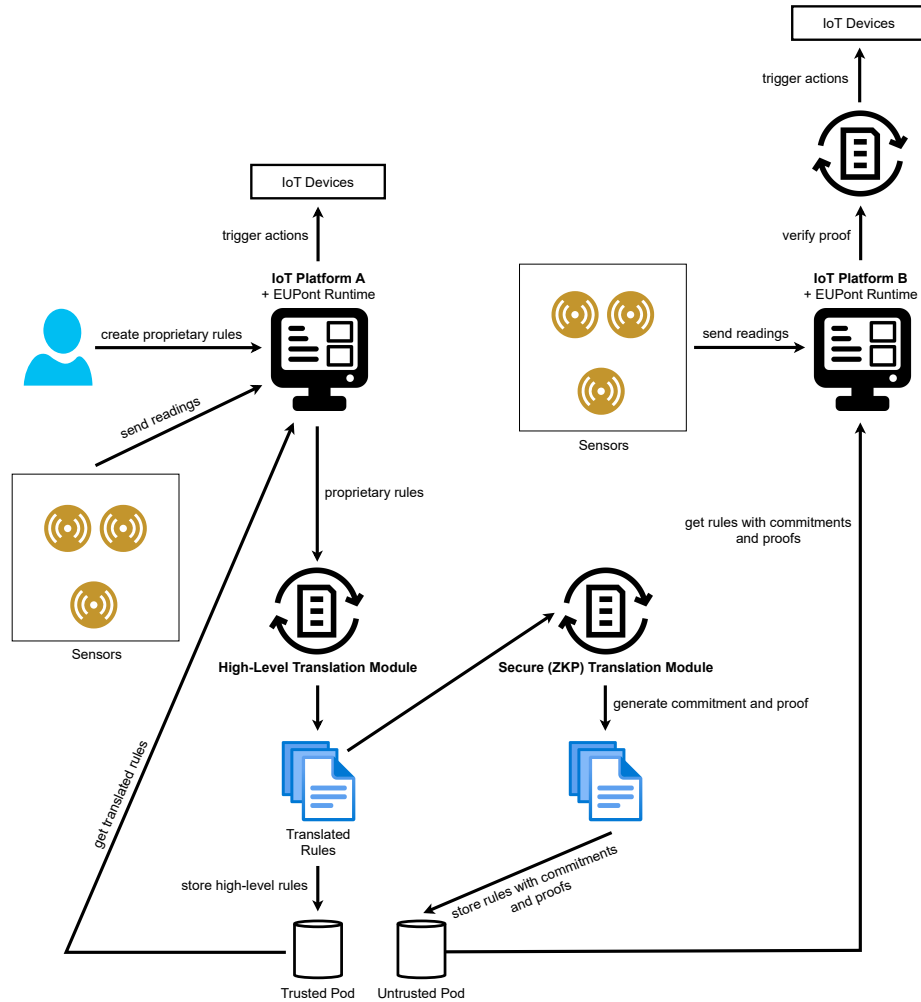 IoT Devices
trigger actions
IoT Devices
trigger actions
verify proof
IoT Platform A
+ EUPont Runtime
IoT Platform B
+ EUPont Runtime
create proprietary rules
send readings
send readings
Sensors
proprietary rules
get rules with commitments
and proofs
Sensors
High-Level Translation Module
Secure (ZKP) Translation Module
generate commitment and proof
get translated rules
Translated
Rules
store high-level rules
store rules with commitments
and proofs
Trusted Pod
Untrusted Pod